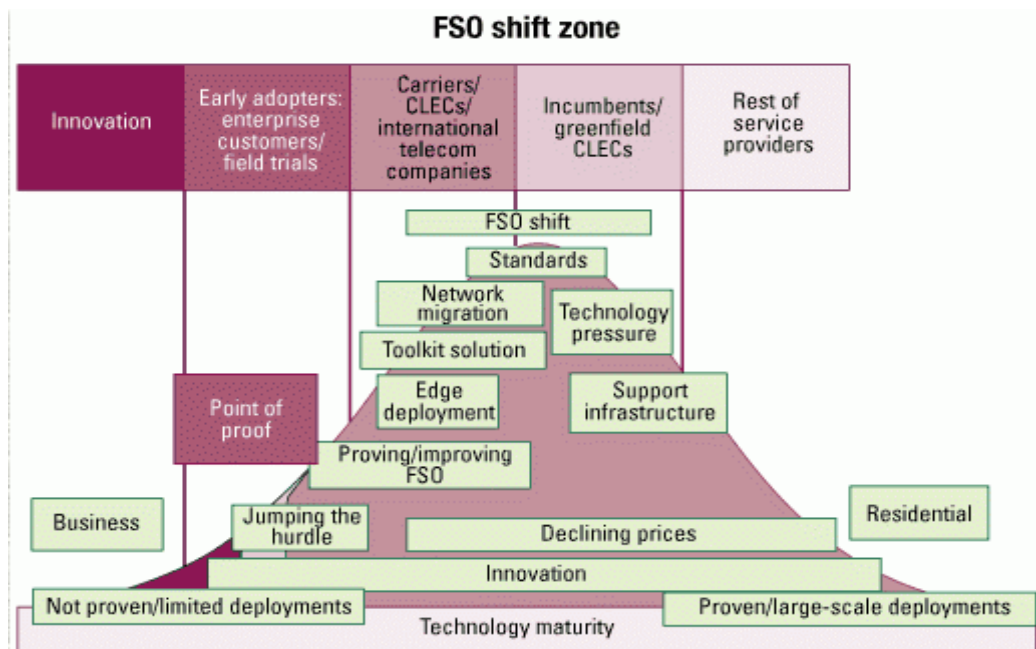 FSO shift zone
Innovation
Early adopters:
enterprise
customers/
field trials
Carriers/
CLECs/
international
telecom
companies
Incumbents/
greenfield
CLECs
Rest of
service
providers
FSO shift
Standards
Network
migration
Technology
pressure
Toolkit solution
Edge
deployment
Support
infrastructure
Point of
proof
Proving/improving
FSO
Business
Jumping the
hurdle
Declining prices
Residential
Innovation
Not proven/limited deployments
Proven/large-scale deployments
Technology maturity